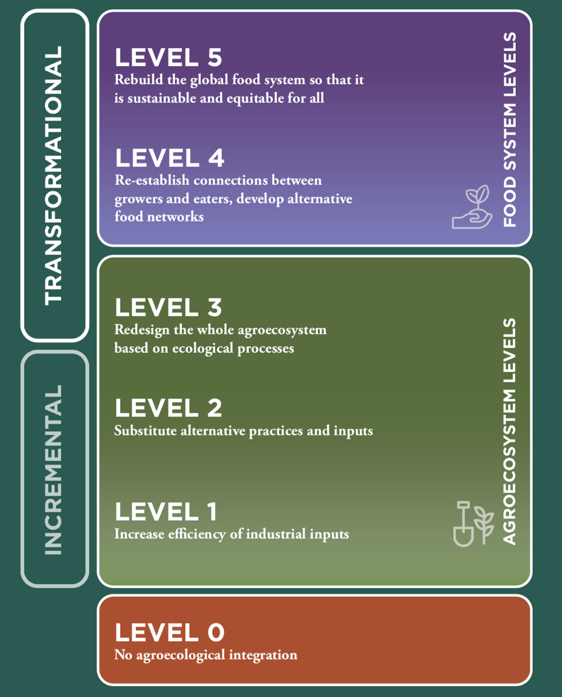 TRANSFORMATIONAL
LEVEL 5
Rebuild the global food system so that it
is sustainable and equitable for all
LEVEL 4
Re-establish connections between
growers and eaters, develop alternative
food networks
FOOD SYSTEM LEVELS
INCREMENTAL
LEVEL 3
Redesign the whole agroecosystem
based on ecological processes
LEVEL 2
Substitute alternative practices and inputs
LEVEL 1
Increase efficiency of industrial inputs
AGROECOSYSTEM LEVELS
LEVEL 0
No agroecological integration